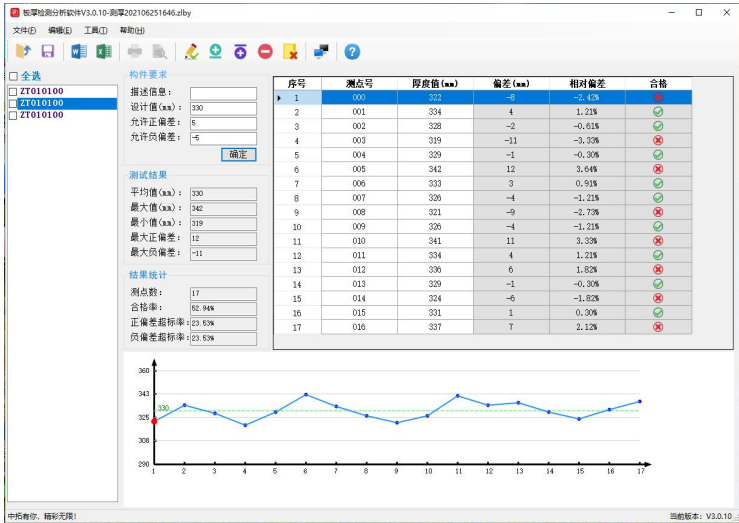 板厚检测分析软件V3.0.10-测厚202106251646.zlby
文件(F) 编辑(E) 工具(T) 帮助(H)
全选
ZT010100
ZT010100
ZT010100
构件要求
描述信息：
设计值(mm)： 330
允许正偏差： 5
允许负偏差： -5
确定
测试结果
平均值(mm)： 330
最大值(mm)： 342
最小值(mm)： 319
最大正偏差： 12
最大负偏差： -11
结果统计
测点数： 17
合格率： 52.94%
正偏差超标率： 23.53%
负偏差超标率： 23.53%
序号 测点号 厚度值(mm) 偏差(mm) 相对偏差 合格
1 000 322 -8 -2.42%
2 001 334 4 1.21%
3 002 328 -2 -0.61%
4 003 319 -11 -3.33%
5 004 329 -1 -0.30%
6 005 342 12 3.64%
7 006 333 3 0.91%
8 007 326 -4 -1.21%
9 008 321 -9 -2.73%
10 009 326 -4 -1.21%
11 010 341 11 3.33%
12 011 334 4 1.21%
13 012 336 6 1.82%
14 013 329 -1 -0.30%
15 014 324 -6 -1.82%
16 015 331 1 0.30%
17 016 337 7 2.12%
360
343
330
325
308
290
1 2 3 4 5 6 7 8 9 10 11 12 13 14 15 16 17
中拓有你，精彩无限！ 当前版本：V3.0.10